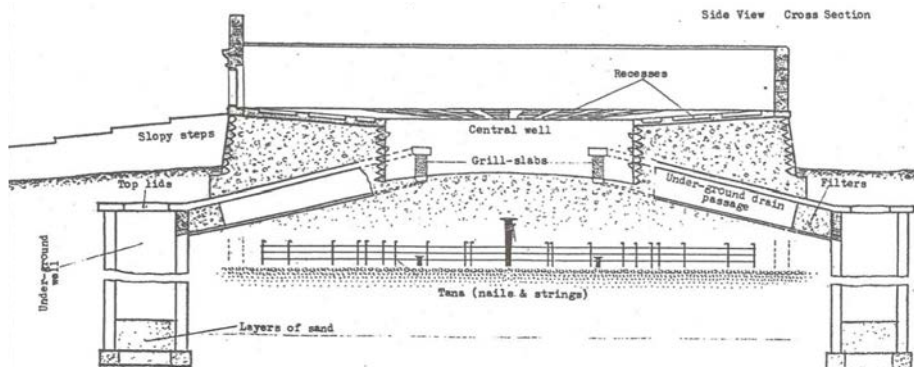 Side View Cross Section
Recesses
Slopy steps
Central well
Grill-slabs
Top lids
Under-ground drain
passage
Filters
Under-ground
well
Tana (nails & strings)
Layers of sand